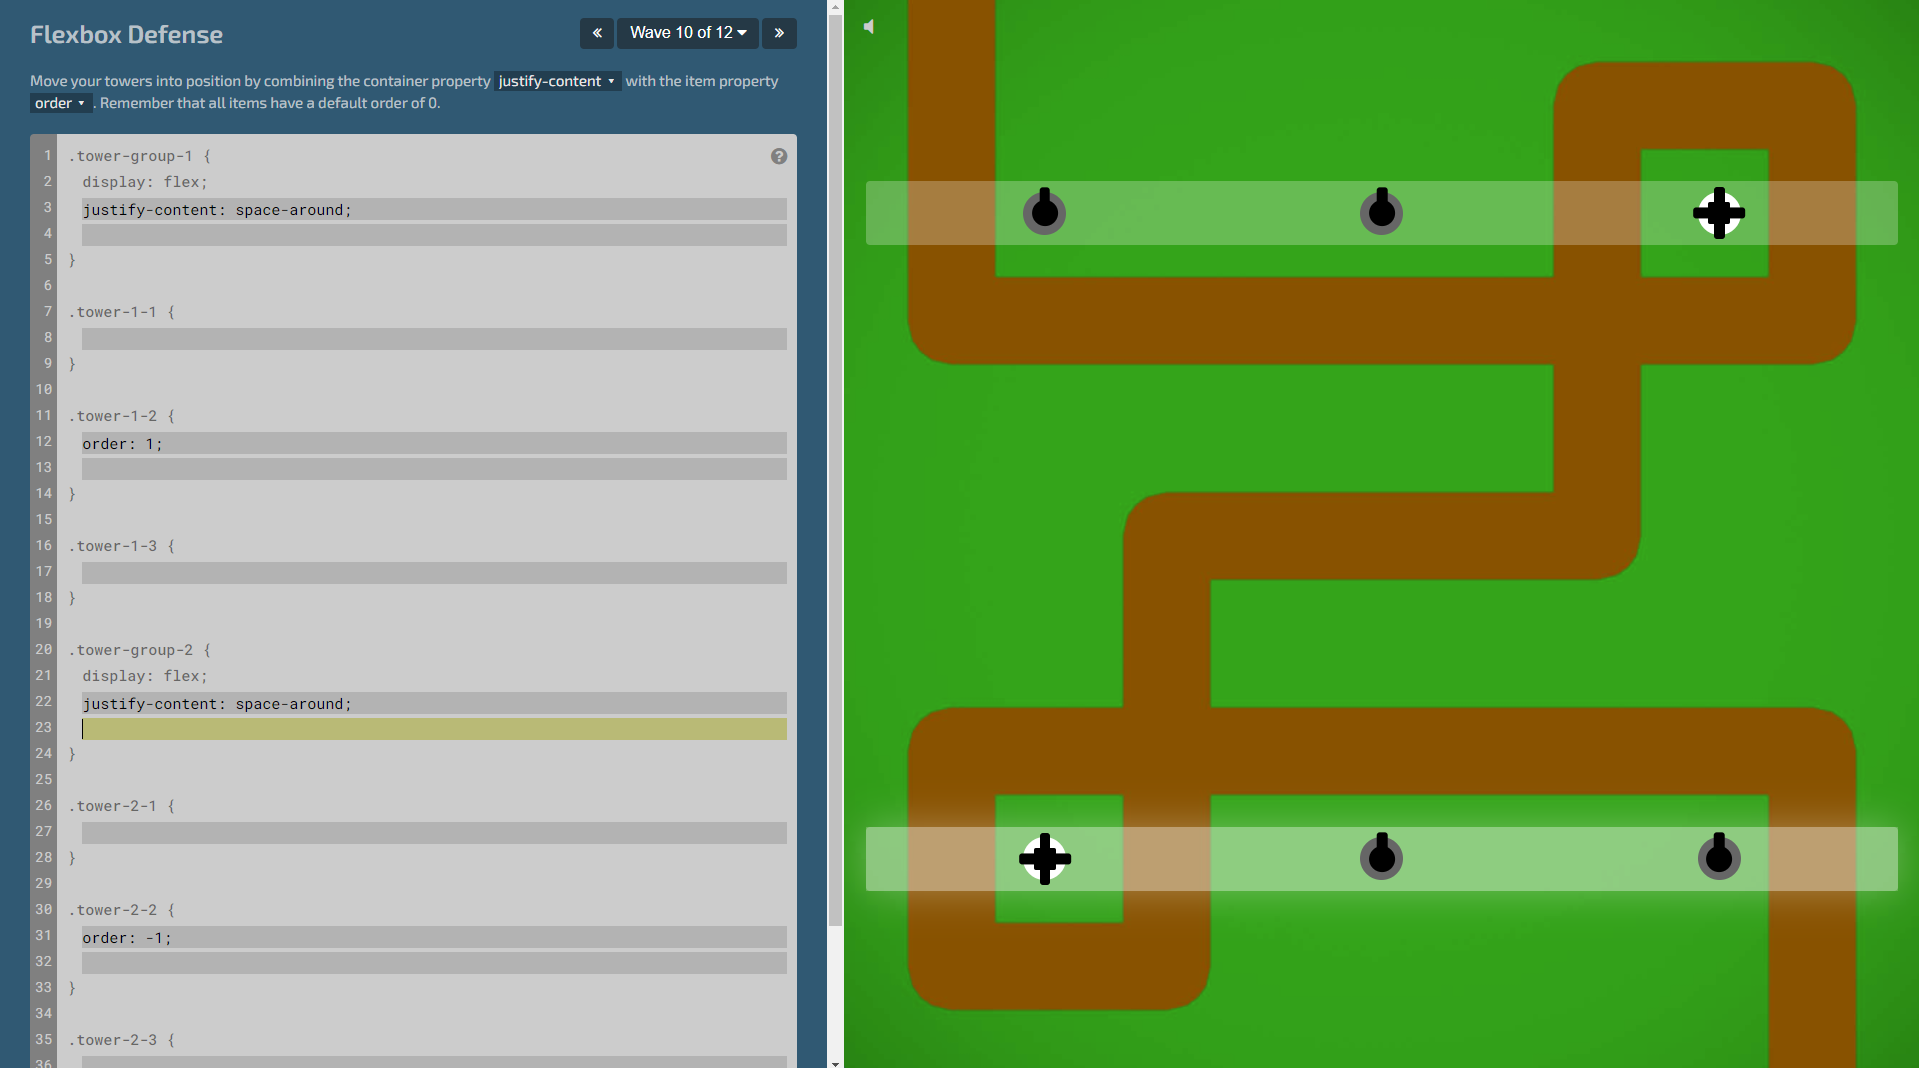 Flexbox Defense
« Wave 10 of 12 »
Move your towers into position by combining the container property justify-content with the item property
order . Remember that all items have a default order of 0.
1 .tower-group-1 { ?
2 display: flex;
3 justify-content: space-around;
4
5 }
6
7 .tower-1-1 {
8
9 }
10
11 .tower-1-2 {
12 order: 1;
13
14 }
15
16 .tower-1-3 {
17
18 }
19
20 .tower-group-2 {
21 display: flex;
22 justify-content: space-around;
23
24 }
25
26 .tower-2-1 {
27
28 }
29
30 .tower-2-2 {
31 order: -1;
32
33 }
34
35 .tower-2-3 {
36